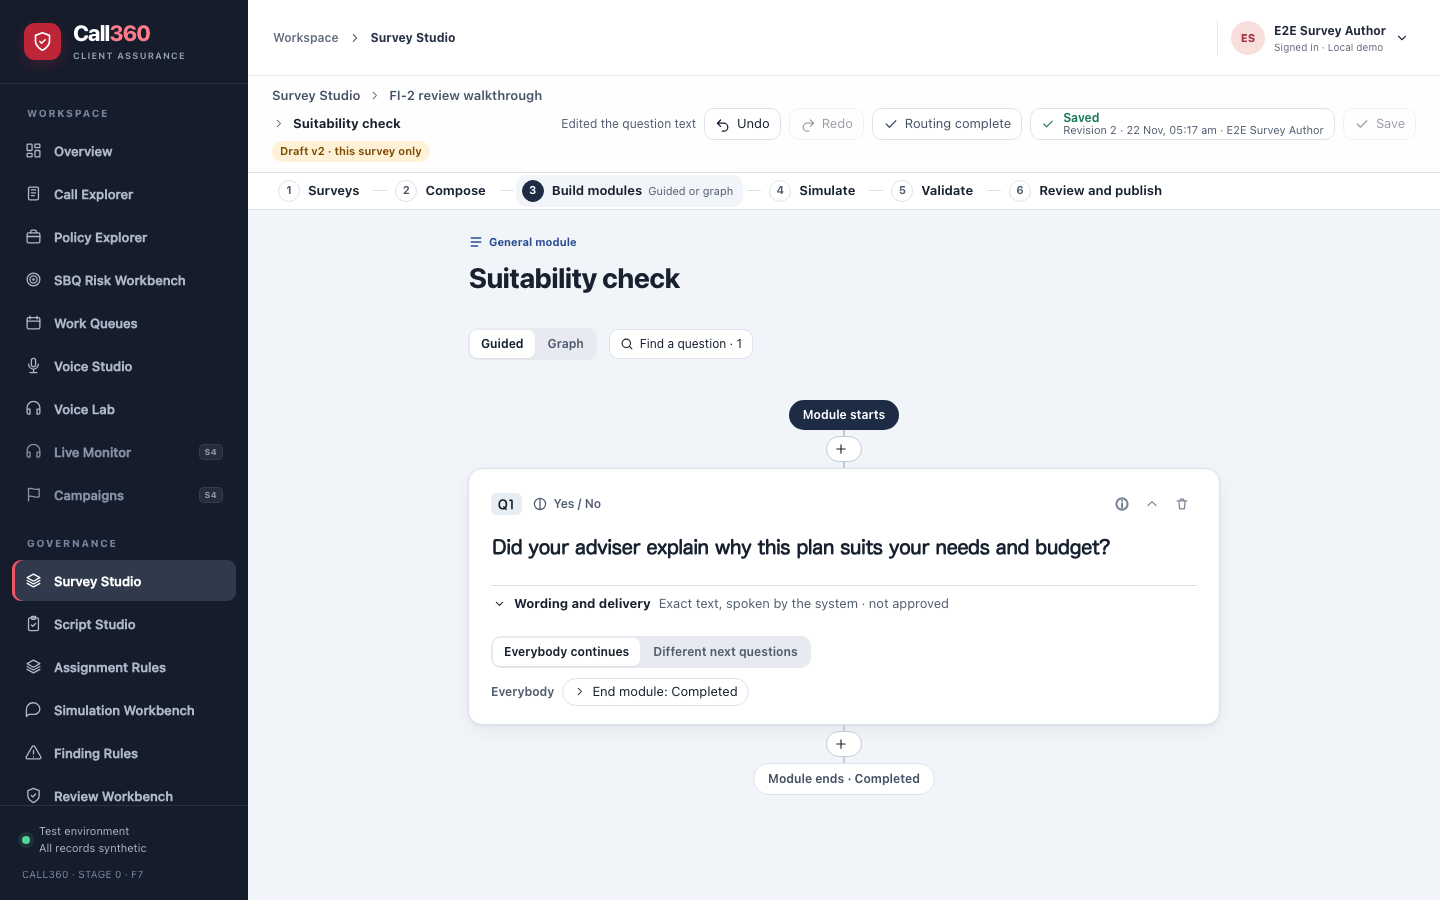 Call360
CLIENT ASSURANCE
WORKSPACE
Overview
Call Explorer
Policy Explorer
SBQ Risk Workbench
Work Queues
Voice Studio
Voice Lab
Live Monitor S4
Campaigns S4
GOVERNANCE
Survey Studio
Script Studio
Assignment Rules
Simulation Workbench
Finding Rules
Review Workbench
Test environment
All records synthetic
CALL360 · STAGE 0 · F7
Workspace > Survey Studio
ES
E2E Survey Author
Signed in · Local demo
Survey Studio > FI-2 review walkthrough
Suitability check
Edited the question text
Undo
Redo
Routing complete
Saved
Revision 2 · 22 Nov, 05:17 am · E2E Survey Author
Save
Draft v2 · this survey only
1 Surveys
2 Compose
3 Build modules Guided or graph
4 Simulate
5 Validate
6 Review and publish
General module
Suitability check
Guided Graph
Find a question · 1
Module starts
Q1 Yes / No
Did your adviser explain why this plan suits your needs and budget?
Wording and delivery Exact text, spoken by the system · not approved
Everybody continues Different next questions
Everybody End module: Completed
Module ends · Completed